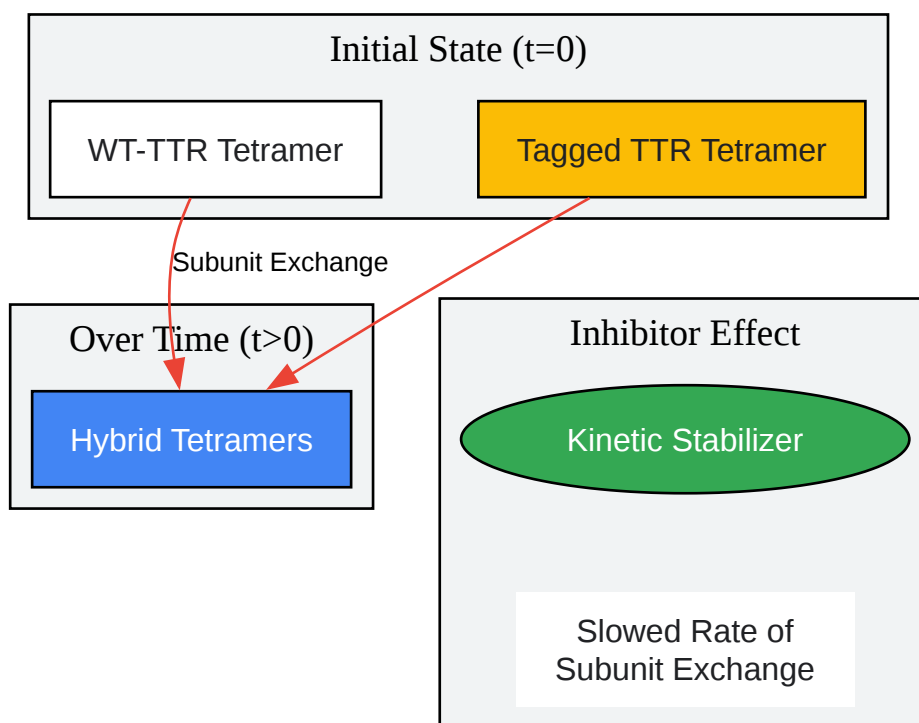 Initial State (t=0)
WT-TTR Tetramer
Tagged TTR Tetramer
Subunit Exchange
Over Time (t>0)
Hybrid Tetramers
Inhibitor Effect
Kinetic Stabilizer
Slowed Rate of
Subunit Exchange